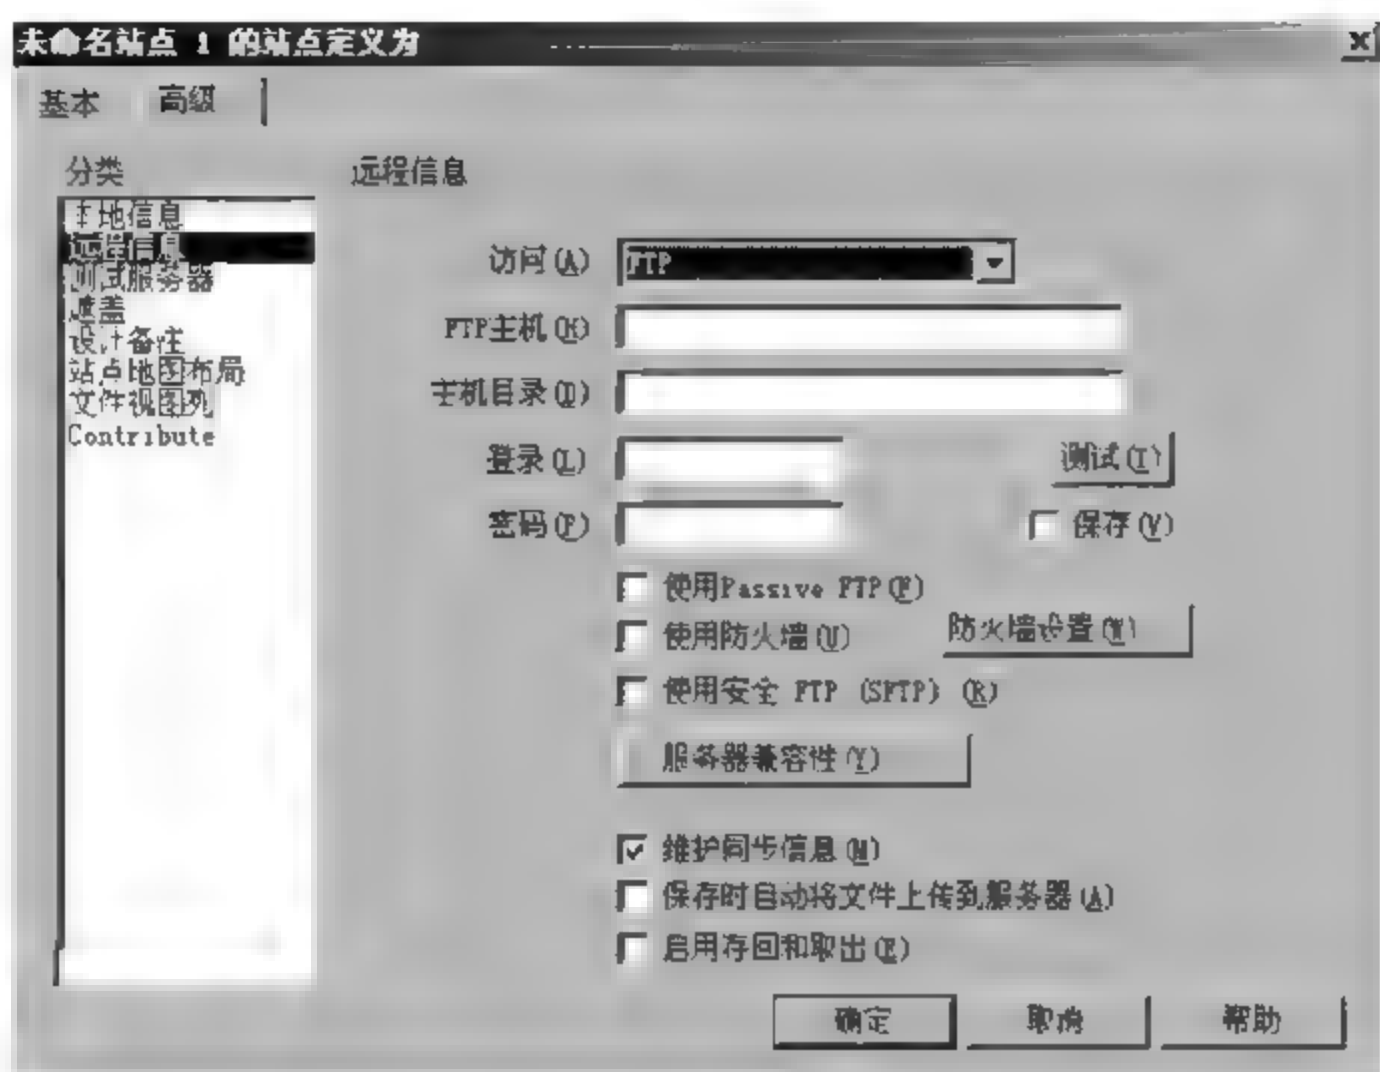 未命名站点 1 的站点定义为
基本 高级
分类
本地信息
远程信息
测试服务器
遮盖
设计备注
站点地图布局
文件视图列
Contribute
远程信息
访问(A) FTP
FTP主机(H)
主机目录(D)
登录(L) 测试(T)
密码(P) 保存(V)
使用Passive FTP(F)
使用防火墙(U) 防火墙设置(W)
使用安全 FTP (SFTP) (R)
服务器兼容性(Y)
维护同步信息(M)
保存时自动将文件上传到服务器(A)
启用存回和取出(E)
确定 取消 帮助